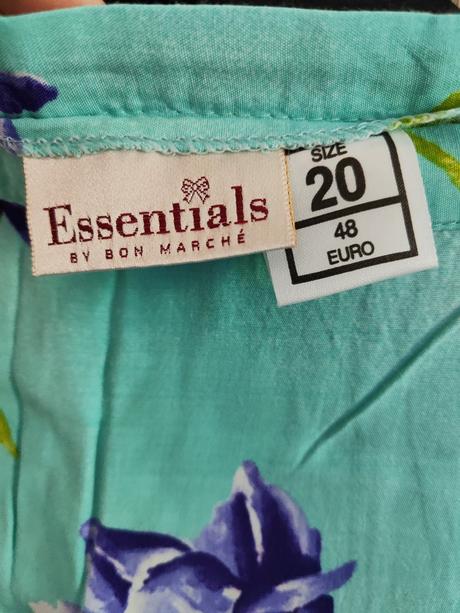 Essentials
BY BON MARCHÉ
SIZE
20
48
EURO